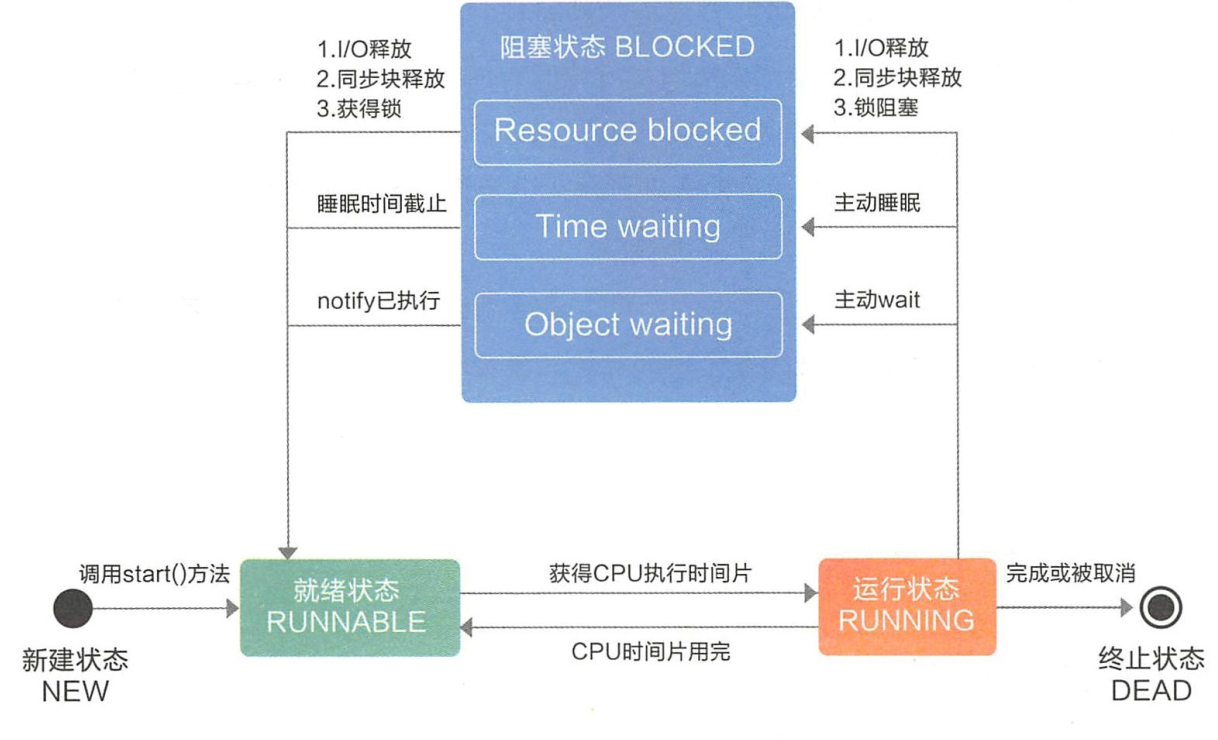 阻塞状态 BLOCKED
1.I/O释放
2.同步块释放
3.获得锁
1.I/O释放
2.同步块释放
3.锁阻塞
Resource blocked
睡眠时间截止
Time waiting
主动睡眠
notify已执行
Object waiting
主动wait
调用start()方法
新建状态
NEW
就绪状态
RUNNABLE
获得CPU执行时间片
CPU时间片用完
运行状态
RUNNING
完成或被取消
终止状态
DEAD